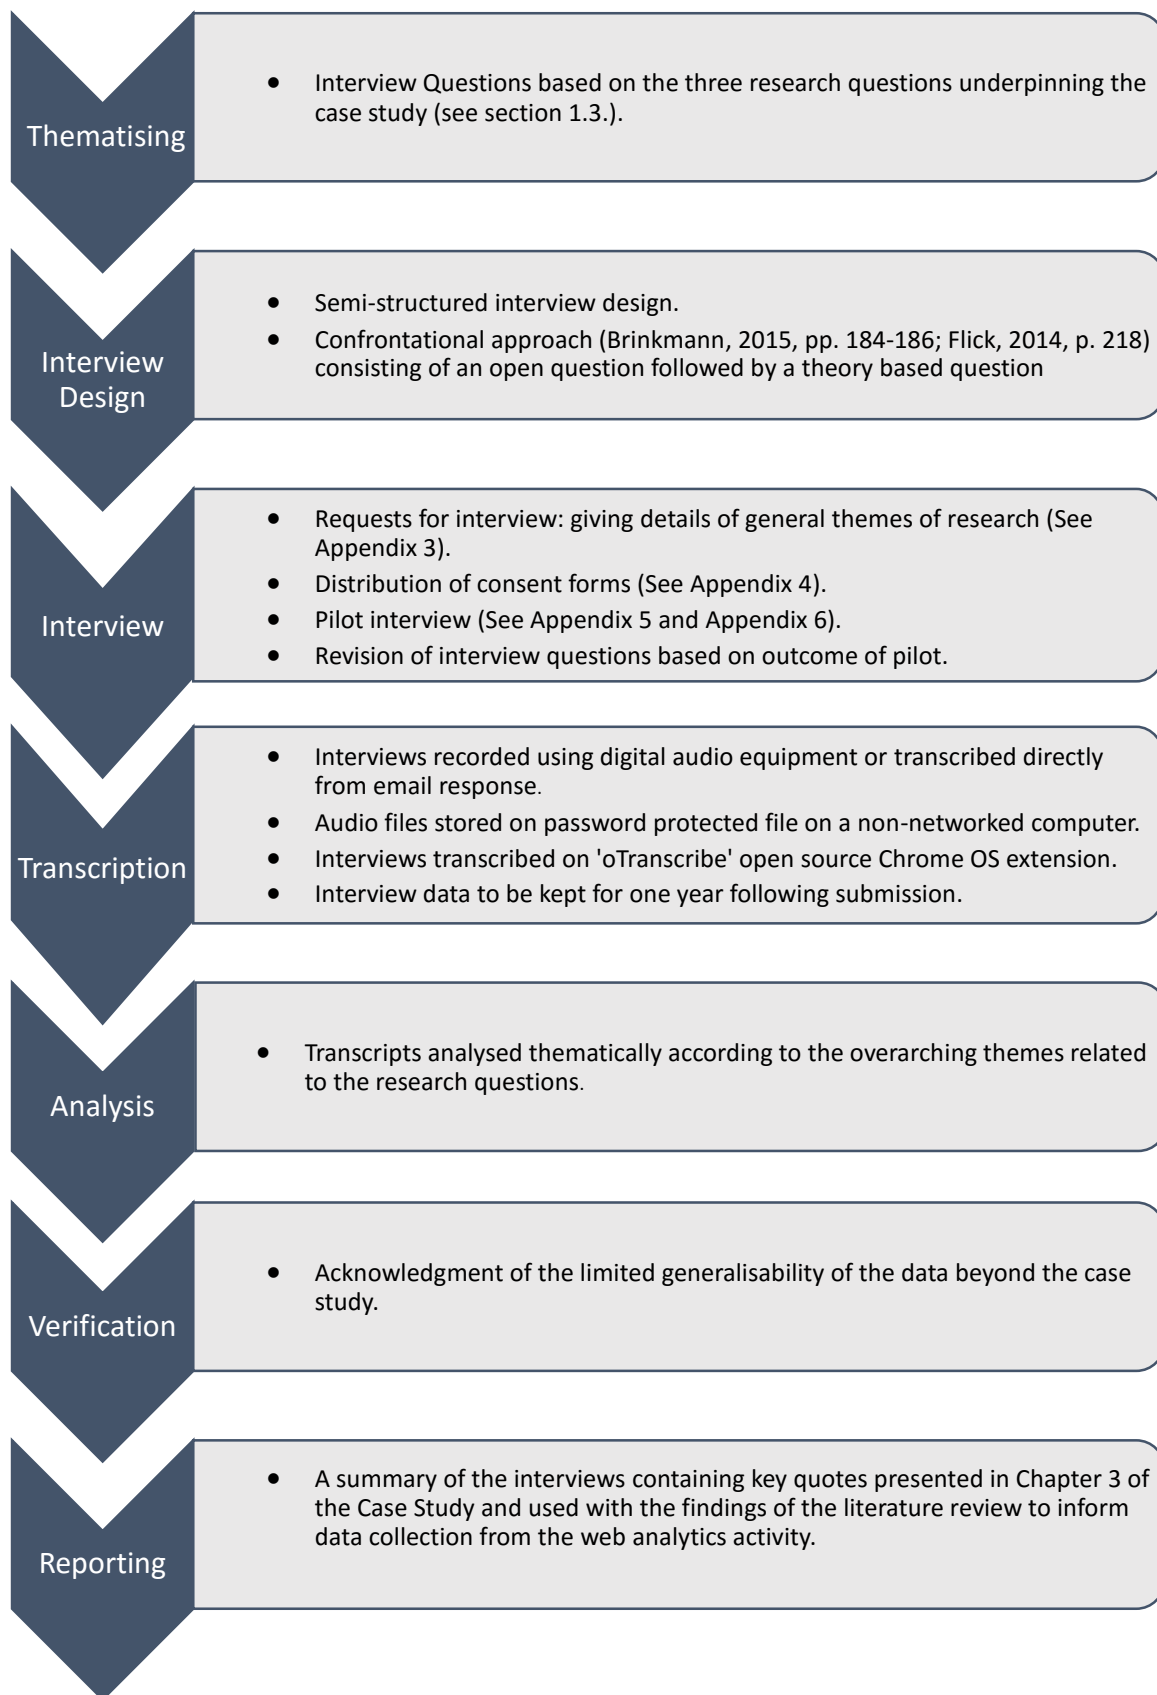 Thematising
• Interview Questions based on the three research questions underpinning the
case study (see section 1.3.).
Interview
Design
• Semi-structured interview design.
• Confrontational approach (Brinkmann, 2015, pp. 184-186; Flick, 2014, p. 218)
consisting of an open question followed by a theory based question
Interview
• Requests for interview: giving details of general themes of research (See
Appendix 3).
• Distribution of consent forms (See Appendix 4).
• Pilot interview (See Appendix 5 and Appendix 6).
• Revision of interview questions based on outcome of pilot.
Transcription
• Interviews recorded using digital audio equipment or transcribed directly
from email response.
• Audio files stored on password protected file on a non-networked computer.
• Interviews transcribed on 'oTranscribe' open source Chrome OS extension.
• Interview data to be kept for one year following submission.
Analysis
• Transcripts analysed thematically according to the overarching themes related
to the research questions.
Verification
• Acknowledgment of the limited generalisability of the data beyond the case
study.
Reporting
• A summary of the interviews containing key quotes presented in Chapter 3 of
the Case Study and used with the findings of the literature review to inform
data collection from the web analytics activity.